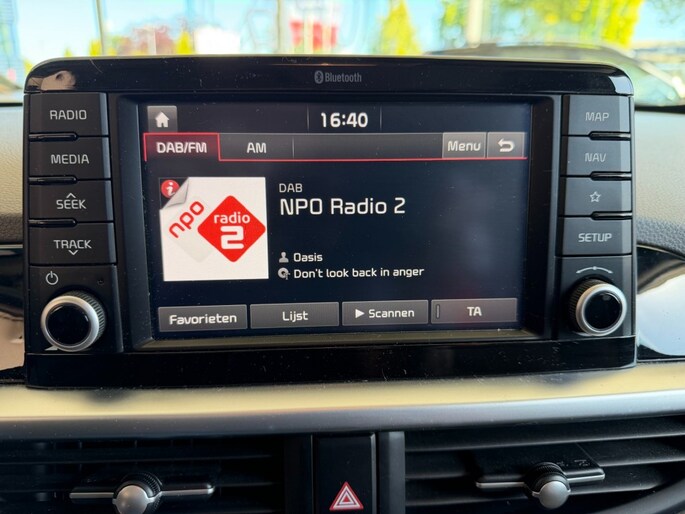 Bluetooth
RADIO
MEDIA
SEEK
TRACK
16:40
DAB/FM
AM
Menu
npo
radio
2
DAB
NPO Radio 2
Oasis
Don't look back in anger
Favorieten
Lijst
Scannen
TA
MAP
NAV
SETUP